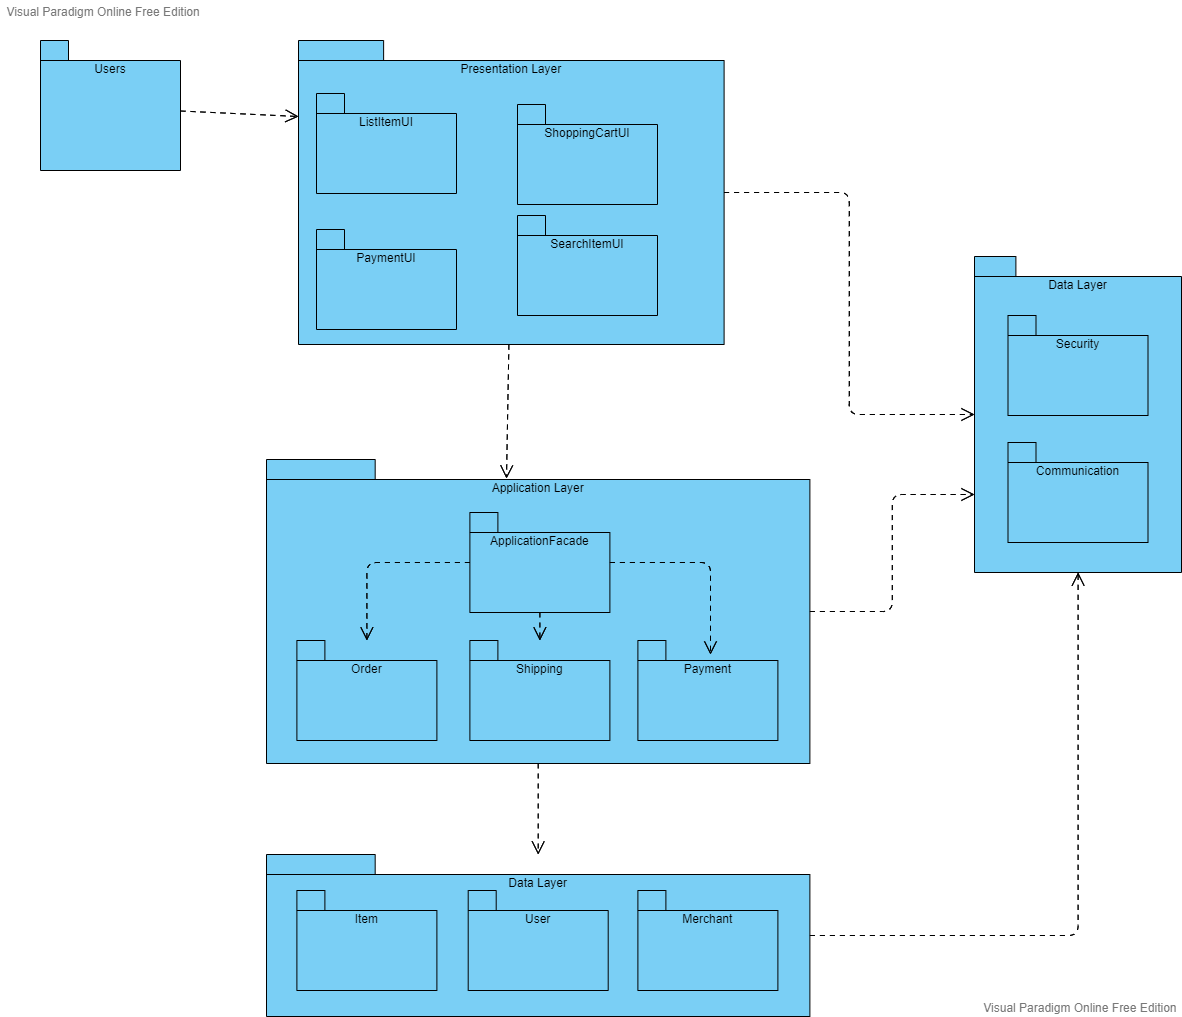 Visual Paradigm Online Free Edition
Users
Presentation Layer
ListItemUI
ShoppingCartUI
PaymentUI
SearchItemUI
Data Layer
Security
Communication
Application Layer
ApplicationFacade
Order
Shipping
Payment
Data Layer
Item
User
Merchant
Visual Paradigm Online Free Edition